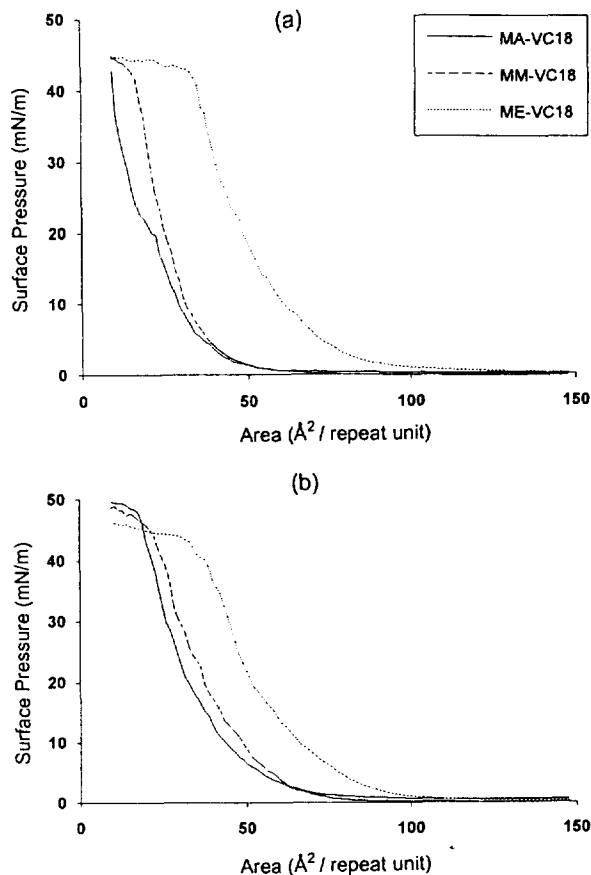 (a)
MA-VC18
MM-VC18
ME-VC18
50
40
30
20
10
0
Surface Pressure (mN/m)
0 50 100 150
Area (Å² / repeat unit)
(b)
50
40
30
20
10
0
Surface Pressure (mN/m)
0 50 100 150
Area (Å² / repeat unit)